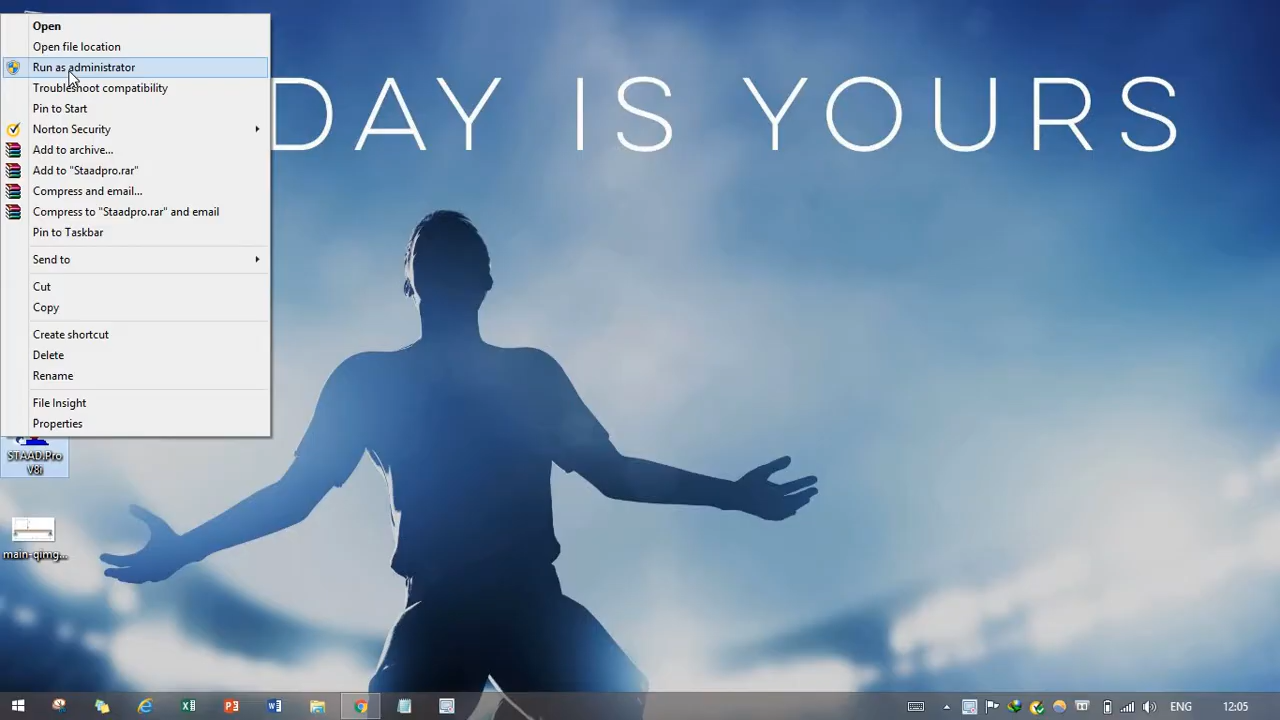 Open
Open file location
Run as administrator
Troubleshoot compatibility
Pin to Start
Norton Security
Add to archive...
Add to "Staadpro.rar"
Compress and email...
Compress to "Staadpro.rar" and email
Pin to Taskbar
Send to
Cut
Copy
Create shortcut
Delete
Rename
File Insight
Properties
DAY IS YOURS
STAAD.Pro
V8i
main-qimg...
ENG
12:05